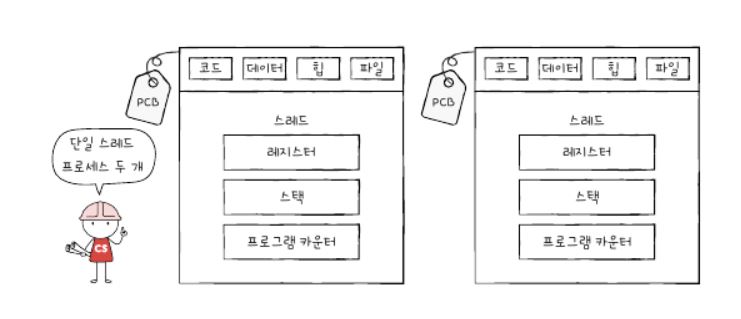 코드 데이터 힙 파일
PCB
스레드
레지스터
스택
프로그램 카운터
코드 데이터 힙 파일
PCB
스레드
레지스터
스택
프로그램 카운터
단일 스레드
프로세스 두 개
CS